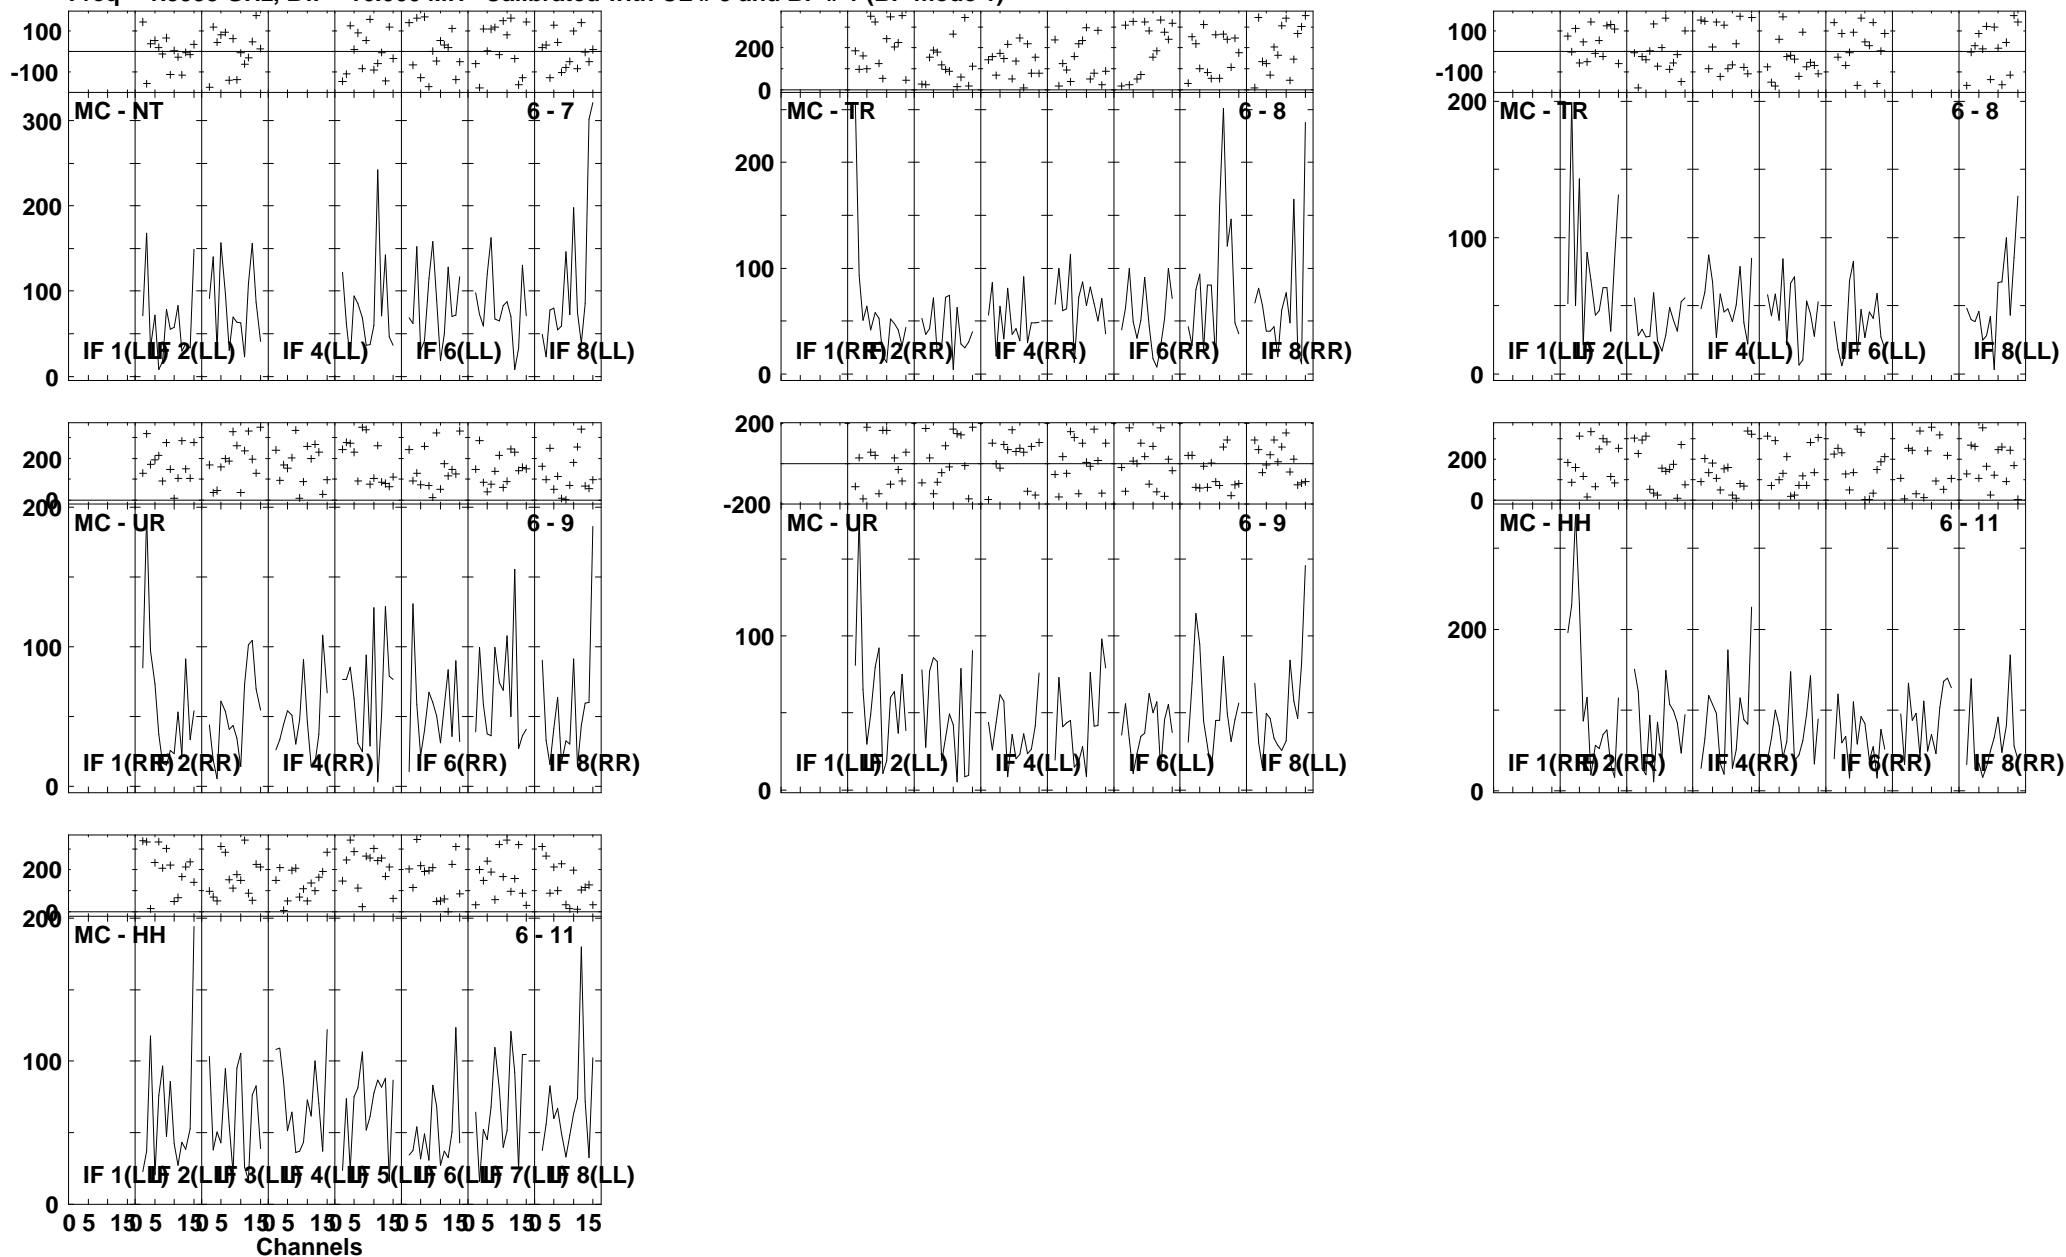 100
-100
MC - NT 6 - 7
300
200
100
0
IF 1(LL) IF 2(LL) IF 4(LL) IF 6(LL) IF 8(LL)
200
0
MC - TR 6 - 8
200
100
0
IF 1(RR) IF 2(RR) IF 4(RR) IF 6(RR) IF 8(RR)
100
-100
200
MC - TR 6 - 8
100
0
IF 1(LL) IF 2(LL) IF 4(LL) IF 6(LL) IF 8(LL)
200
0
200
MC - UR 6 - 9
100
0
IF 1(RR) IF 2(RR) IF 4(RR) IF 6(RR) IF 8(RR)
200
-200
MC - UR 6 - 9
100
0
IF 1(LL) IF 2(LL) IF 4(LL) IF 6(LL) IF 8(LL)
200
0
MC - HH 6 - 11
200
0
IF 1(RR) IF 2(RR) IF 4(RR) IF 6(RR) IF 8(RR)
200
0
200
MC - HH 6 - 11
100
0
IF 1(LL) IF 2(LL) IF 3(LL) IF 4(LL) IF 5(LL) IF 6(LL) IF 7(LL) IF 8(LL)
0 5 15 0 5 15 0 5 15 0 5 15 0 5 15
Channels